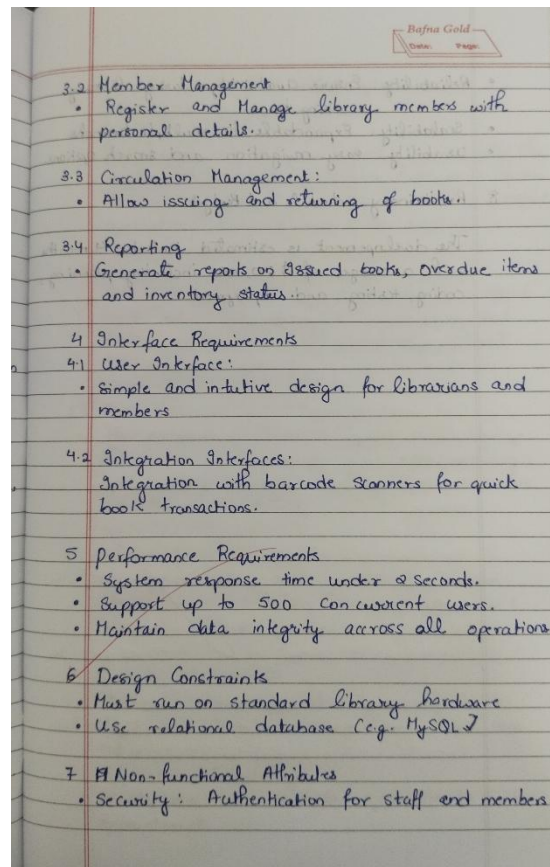 Bafna Gold
Date: Page:
3.2 Member Management
• Register and Manage library members with
personal details.
3.3 Circulation Management:
• Allow issuing and returning of books.
3.4. Reporting
• Generate reports on Issued books, overdue items
and inventory status.
4 Interface Requirements
4.1 User Interface:
• Simple and intutive design for librarians and
members
4.2 Integration Interfaces:
Integration with barcode scanners for quick
book transactions.
5 Performance Requirements
• System response time under 2 seconds.
• Support up to 500 concurrent users.
• Maintain data integrity accross all operations
6 Design Constraints
• Must run on standard library hardware
• Use relational database (e.g. MySQL)
7 Non-functional Attributes
• Security: Authentication for staff and members